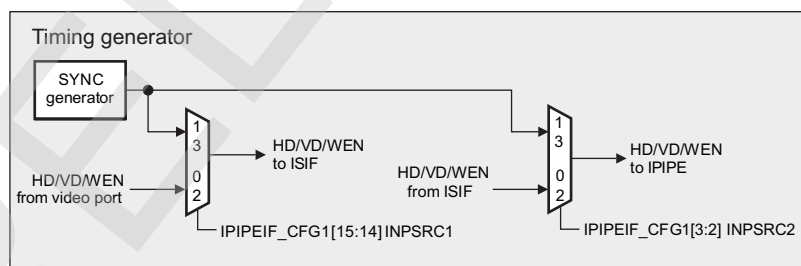 Timing generator
SYNC
generator
1
3
0
2
HD/VD/WEN
to ISIF
HD/VD/WEN
from video port
IPIPEIF_CFG1[15:14] INPSRC1
1
3
0
2
HD/VD/WEN
to IPIPE
HD/VD/WEN
from ISIF
IPIPEIF_CFG1[3:2] INPSRC2